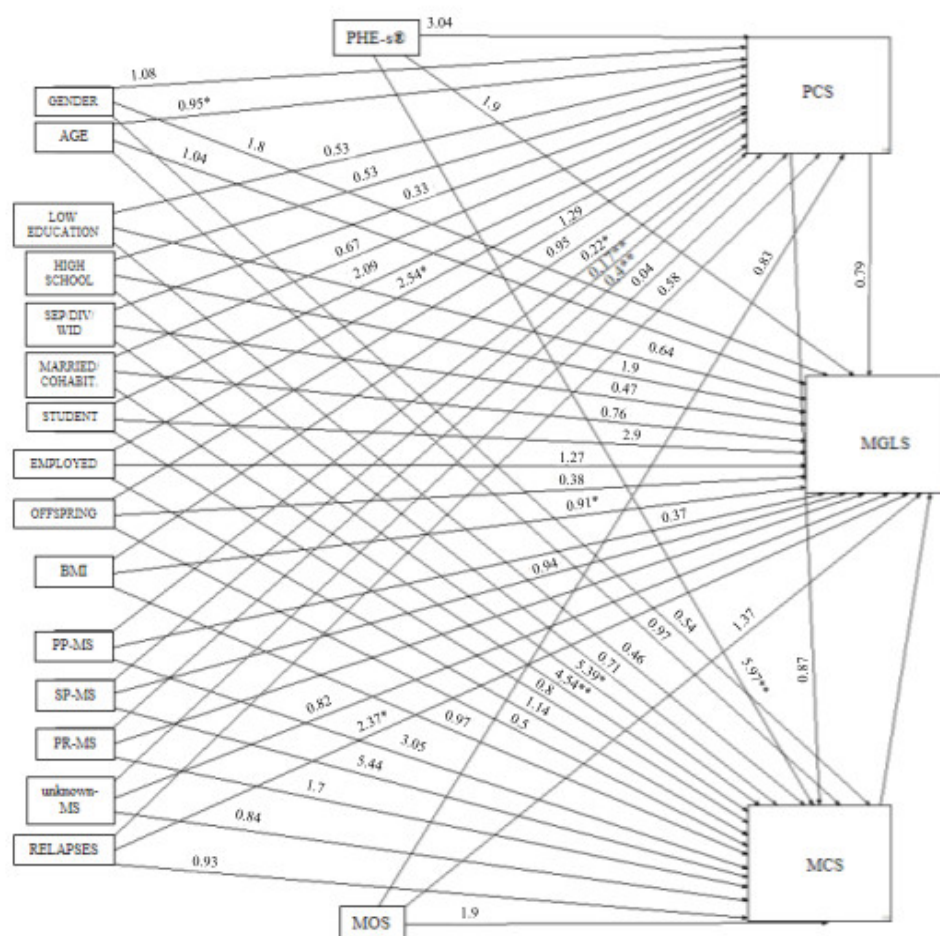 PHE-s®
3.04
PCS
1.08
GENDER
0.95*
AGE
1.9
1.8
1.04
0.53
0.53
0.33
LOW
EDUCATION
HIGH
SCHOOL
0.67
2.09
2.54*
1.29
0.95
0.22*
0.17**
0.4**
0.04
0.58
0.83
0.79
SEP/DIV/
WID
MARRIED/
COHABIT.
STUDENT
EMPLOYED
OFFSPRING
BMI
0.64
1.9
0.47
0.76
2.9
1.27
0.38
0.91*
0.37
0.94
MGLS
PP-MS
SP-MS
PR-MS
unknown-
MS
RELAPSES
0.54
0.97
0.46
0.71
5.39*
4.54**
0.8
1.14
0.5
0.97
1.37
5.97**
0.87
0.82
2.37*
3.05
5.44
1.7
0.84
0.93
MCS
MOS
1.9